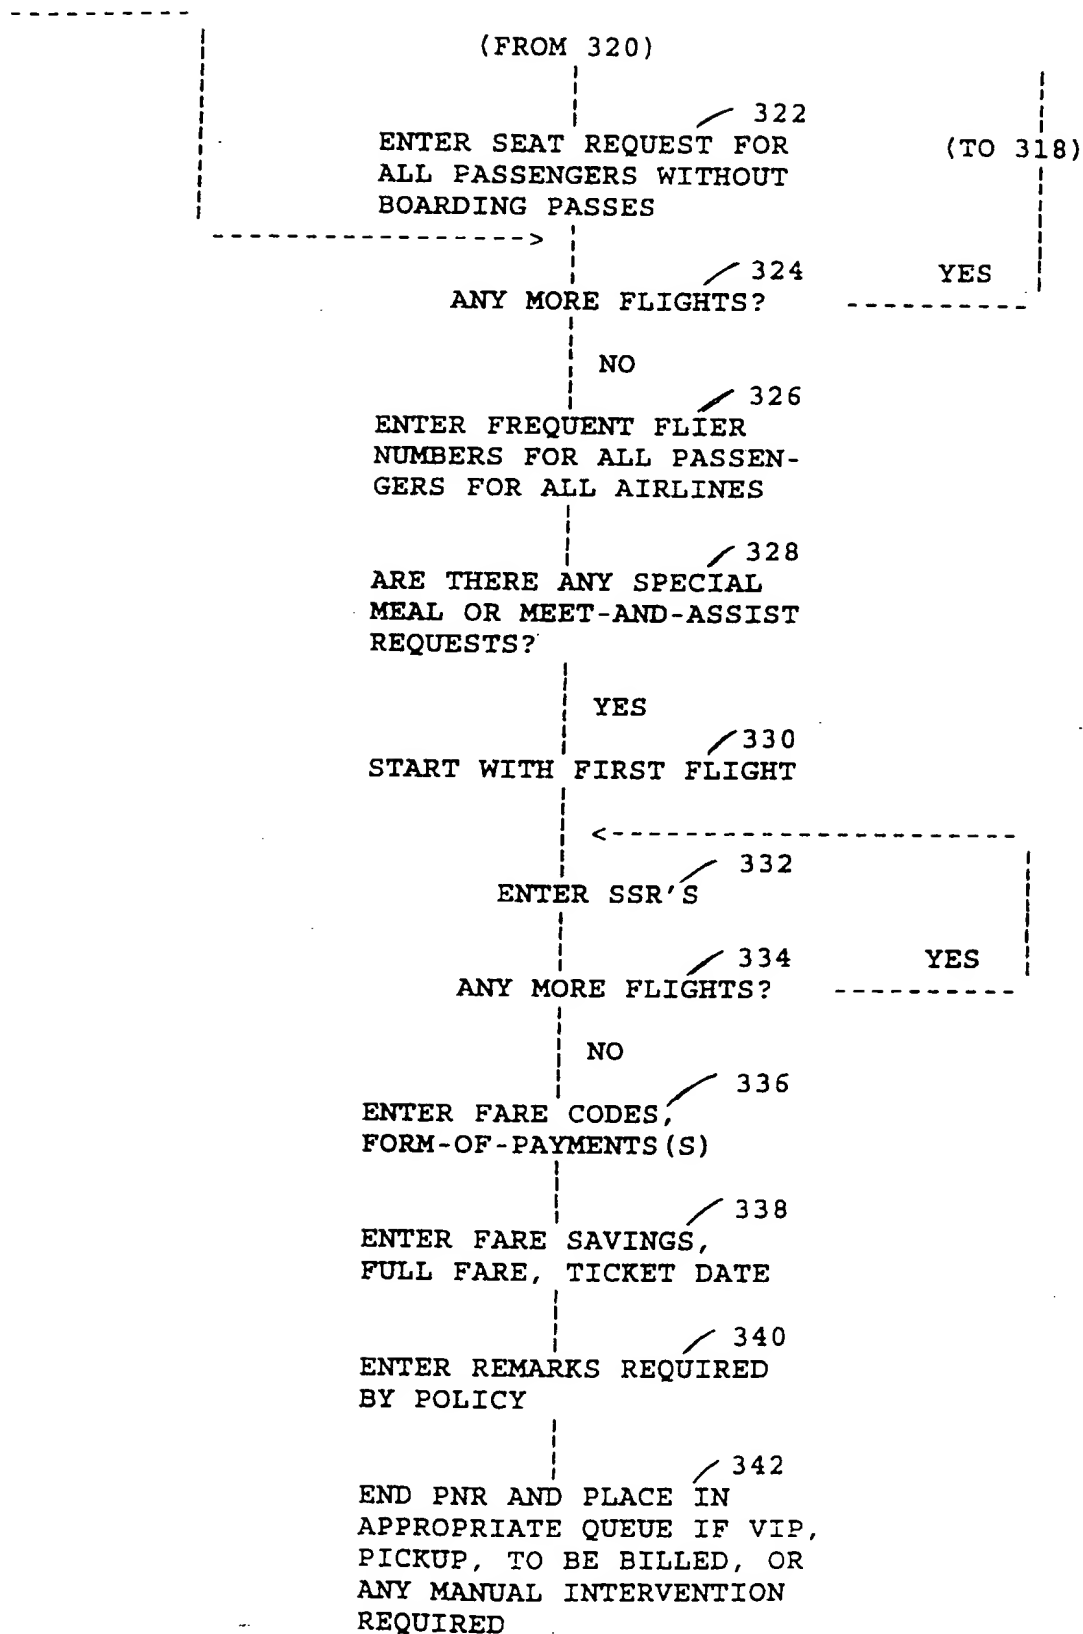 (FROM 320)
322
ENTER SEAT REQUEST FOR
(TO 318)
ALL PASSENGERS WITHOUT
BOARDING PASSES
324
YES
ANY MORE FLIGHTS?
NO
326
ENTER FREQUENT FLIER
NUMBERS FOR ALL PASSEN-
GERS FOR ALL AIRLINES
328
ARE THERE ANY SPECIAL
MEAL OR MEET-AND-ASSIST
REQUESTS?
YES
330
START WITH FIRST FLIGHT
332
ENTER SSR'S
334
YES
ANY MORE FLIGHTS?
NO
336
ENTER FARE CODES,
FORM-OF-PAYMENTS(S)
338
ENTER FARE SAVINGS,
FULL FARE, TICKET DATE
340
ENTER REMARKS REQUIRED
BY POLICY
342
END PNR AND PLACE IN
APPROPRIATE QUEUE IF VIP,
PICKUP, TO BE BILLED, OR
ANY MANUAL INTERVENTION
REQUIRED